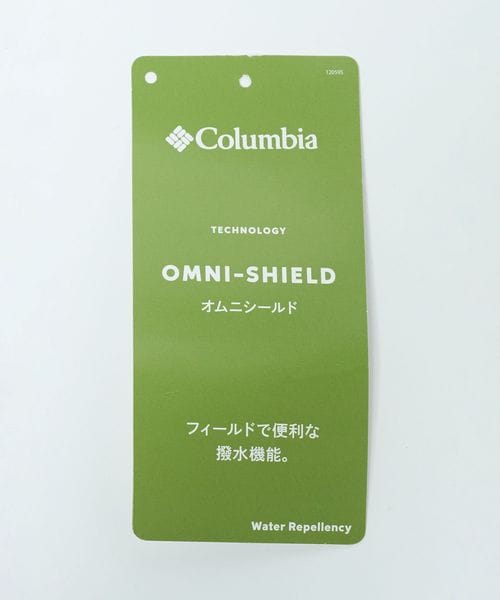 120595
Columbia
TECHNOLOGY
OMNI-SHIELD
オムニシールド
フィールドで便利な
撥水機能。
Water Repellency